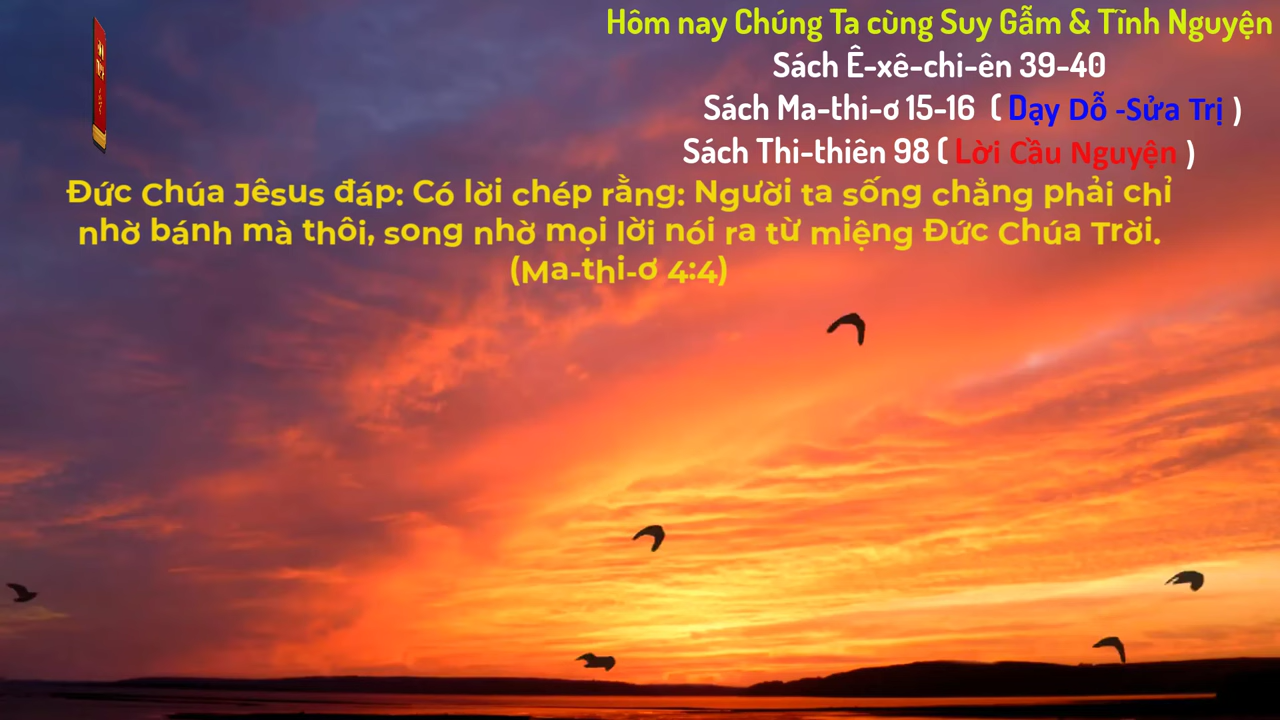 Hôm nay Chúng Ta cùng Suy Gẫm & Tĩnh Nguyện
Sách Ê-xê-chi-ên 39-40
Sách Ma-thi-ơ 15-16 ( Dạy Dỗ -Sửa Trị )
Sách Thi-thiên 98 ( Lời Cầu Nguyện )
Đức Chúa Jêsus đáp: Có lời chép rằng: Người ta sống chẳng phải chỉ
nhờ bánh mà thôi, song nhờ mọi lời nói ra từ miệng Đức Chúa Trời.
(Ma-thi-ơ 4:4)